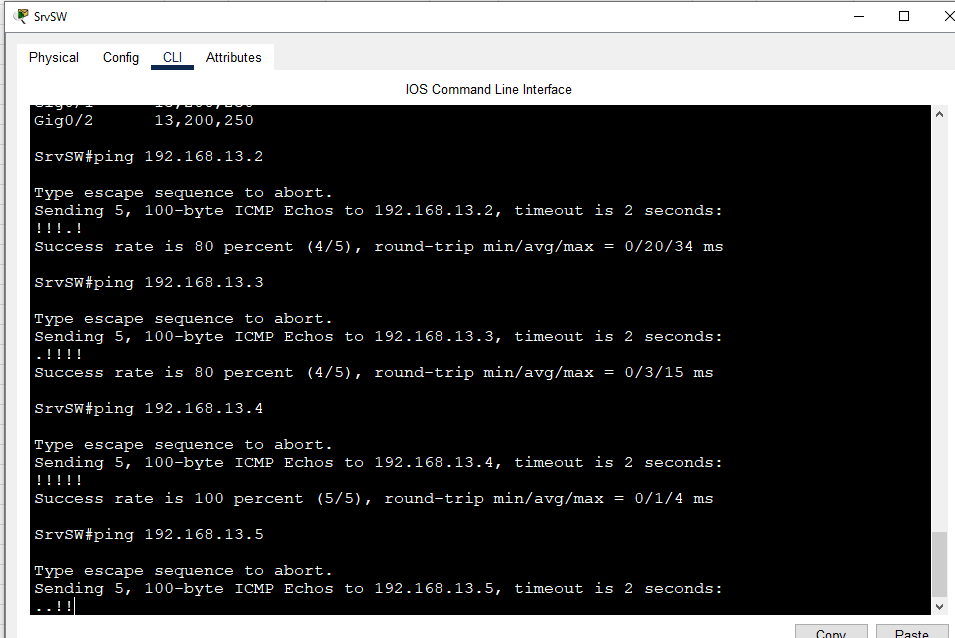 SrvSW
Physical Config CLI Attributes
IOS Command Line Interface
Gig0/2 13,200,250
SrvSW#ping 192.168.13.2
Type escape sequence to abort.
Sending 5, 100-byte ICMP Echos to 192.168.13.2, timeout is 2 seconds:
!!!.!
Success rate is 80 percent (4/5), round-trip min/avg/max = 0/20/34 ms
SrvSW#ping 192.168.13.3
Type escape sequence to abort.
Sending 5, 100-byte ICMP Echos to 192.168.13.3, timeout is 2 seconds:
.!!!!
Success rate is 80 percent (4/5), round-trip min/avg/max = 0/3/15 ms
SrvSW#ping 192.168.13.4
Type escape sequence to abort.
Sending 5, 100-byte ICMP Echos to 192.168.13.4, timeout is 2 seconds:
!!!!!
Success rate is 100 percent (5/5), round-trip min/avg/max = 0/1/4 ms
SrvSW#ping 192.168.13.5
Type escape sequence to abort.
Sending 5, 100-byte ICMP Echos to 192.168.13.5, timeout is 2 seconds:
..!!
Copy Paste